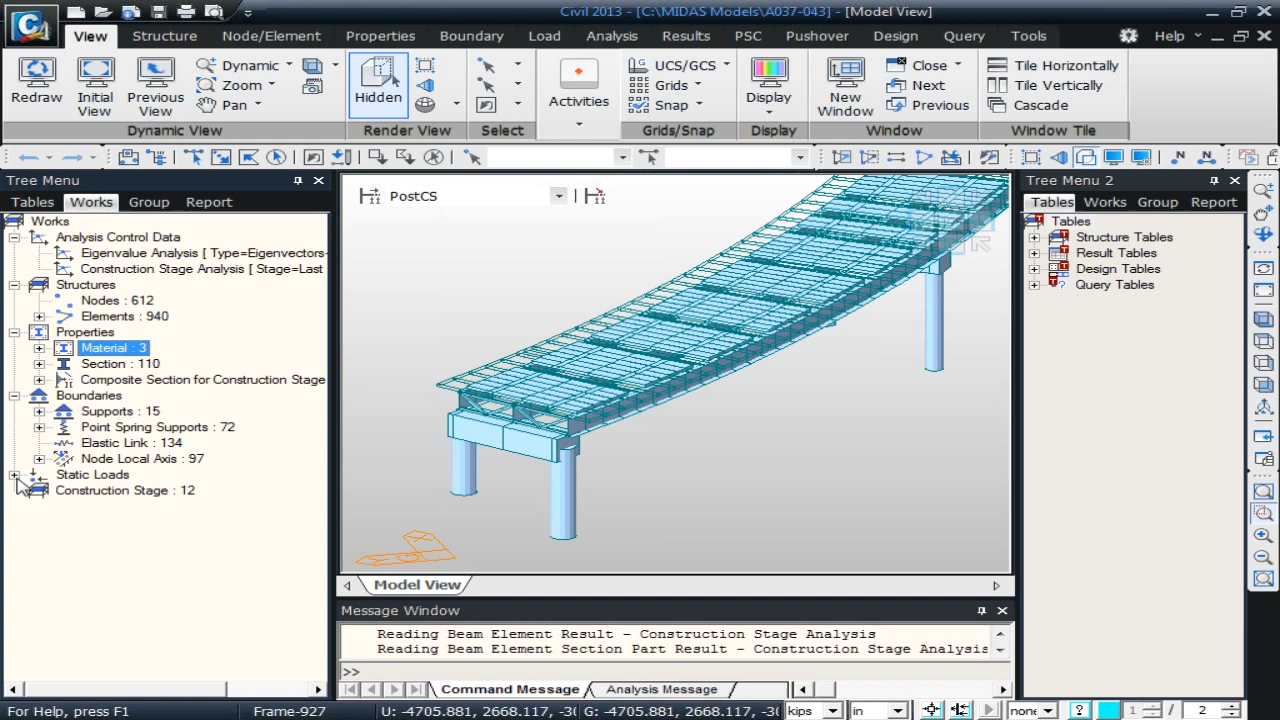 Civil 2013 - [C:\MIDAS Models\A037-043] - [Model View]
View Structure Node/Element Properties Boundary Load Analysis Results PSC Pushover Design Query Tools Help
Redraw
Initial View
Previous View
Dynamic
Zoom
Pan
Hidden
Activities
UCS/GCS
Grids
Snap
Display
New Window
Close
Next
Previous
Tile Horizontally
Tile Vertically
Cascade
Dynamic View Render View Select Grids/Snap Display Window Window Tile
Tree Menu
Tables Works Group Report
Works
Analysis Control Data
Eigenvalue Analysis [ Type=Eigenvectors-
Construction Stage Analysis [ Stage=Last
Structures
Nodes : 612
Elements : 940
Properties
Material : 3
Section : 110
Composite Section for Construction Stage
Boundaries
Supports : 15
Point Spring Supports : 72
Elastic Link : 134
Node Local Axis : 97
Static Loads
Construction Stage : 12
PostCS
Model View
Message Window
Reading Beam Element Result - Construction Stage Analysis
Reading Beam Element Section Part Result - Construction Stage Analysis
>>
Command Message Analysis Message
Tree Menu 2
Tables Works Group Report
Tables
Structure Tables
Result Tables
Design Tables
Query Tables
For Help, press F1 Frame-927 U: -4705.881, 2668.117, -30 G: -4705.881, 2668.117, -30 kips in none 1 / 2